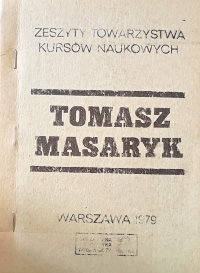 ZESZYTY TOWARZYSTWA
KURSÓW NAUKOWYCH
TOMASZ
MASARYK
WARSZAWA 1979